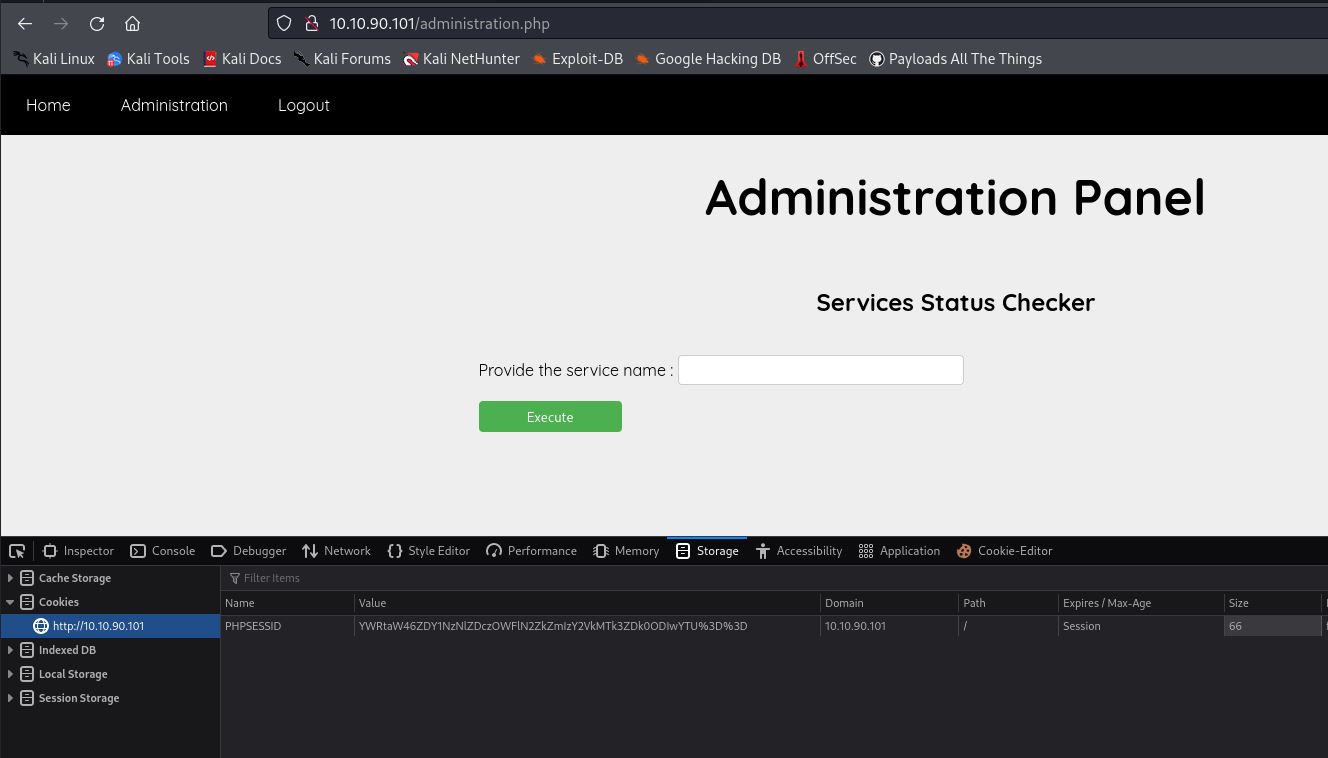 10.10.90.101/administration.php
Kali Linux Kali Tools Kali Docs Kali Forums Kali NetHunter Exploit-DB Google Hacking DB OffSec Payloads All The Things
Home Administration Logout
Administration Panel
Services Status Checker
Provide the service name :
Execute
Inspector Console Debugger Network Style Editor Performance Memory Storage Accessibility Application Cookie-Editor
Cache Storage
Filter Items
Cookies
Name Value Domain Path Expires / Max-Age Size
http://10.10.90.101
PHPSESSID YWRtaW46ZDY1NzNlZDczOWFlN2ZkZmIzY2VkMTk3ZDk0ODIwYTU%3D%3D 10.10.90.101 / Session 66
Indexed DB
Local Storage
Session Storage